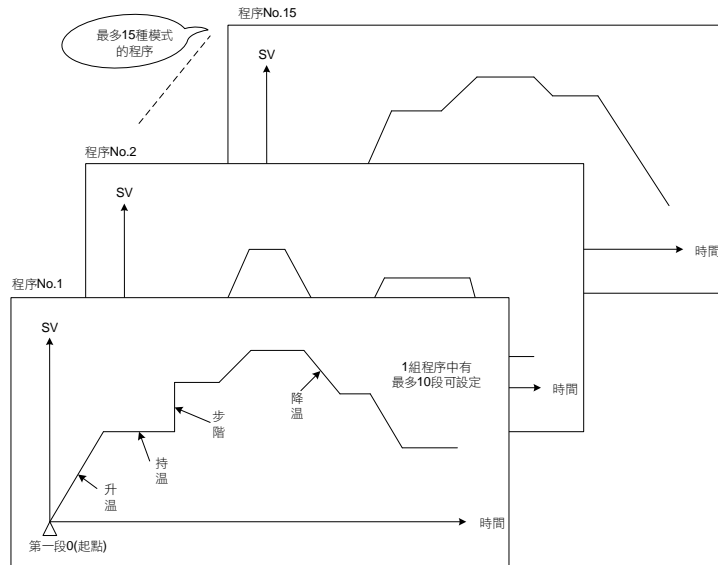 程序No.15
最多15種模式
的程序
SV
時間
程序No.2
SV
時間
程序No.1
SV
1組程序中有
最多10段可設定
降
溫
步
階
持
溫
升
溫
時間
第一段0(起點)